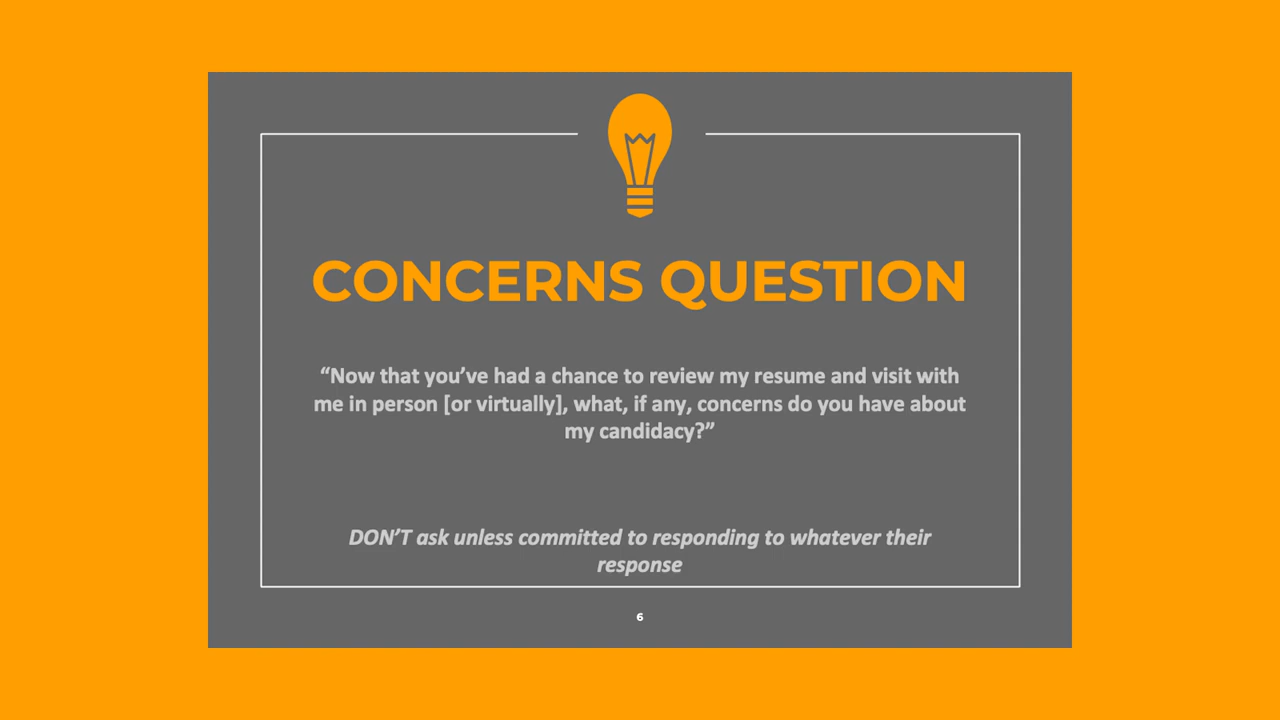 CONCERNS QUESTION
“Now that you’ve had a chance to review my resume and visit with
me in person [or virtually], what, if any, concerns do you have about
my candidacy?”
DON’T ask unless committed to responding to whatever their
response
6